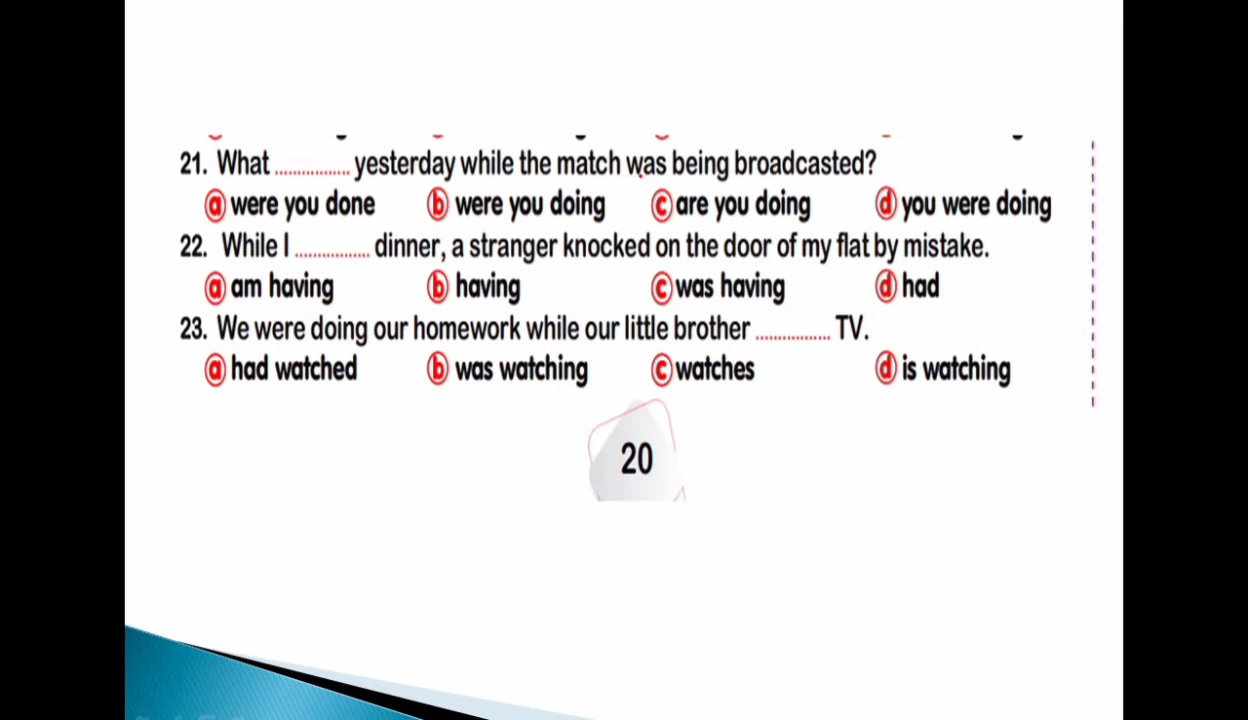 21. What ................. yesterday while the match was being broadcasted?
a were you done b were you doing c are you doing d you were doing
22. While I ................. dinner, a stranger knocked on the door of my flat by mistake.
a am having b having c was having d had
23. We were doing our homework while our little brother ................. TV.
a had watched b was watching c watches d is watching
20